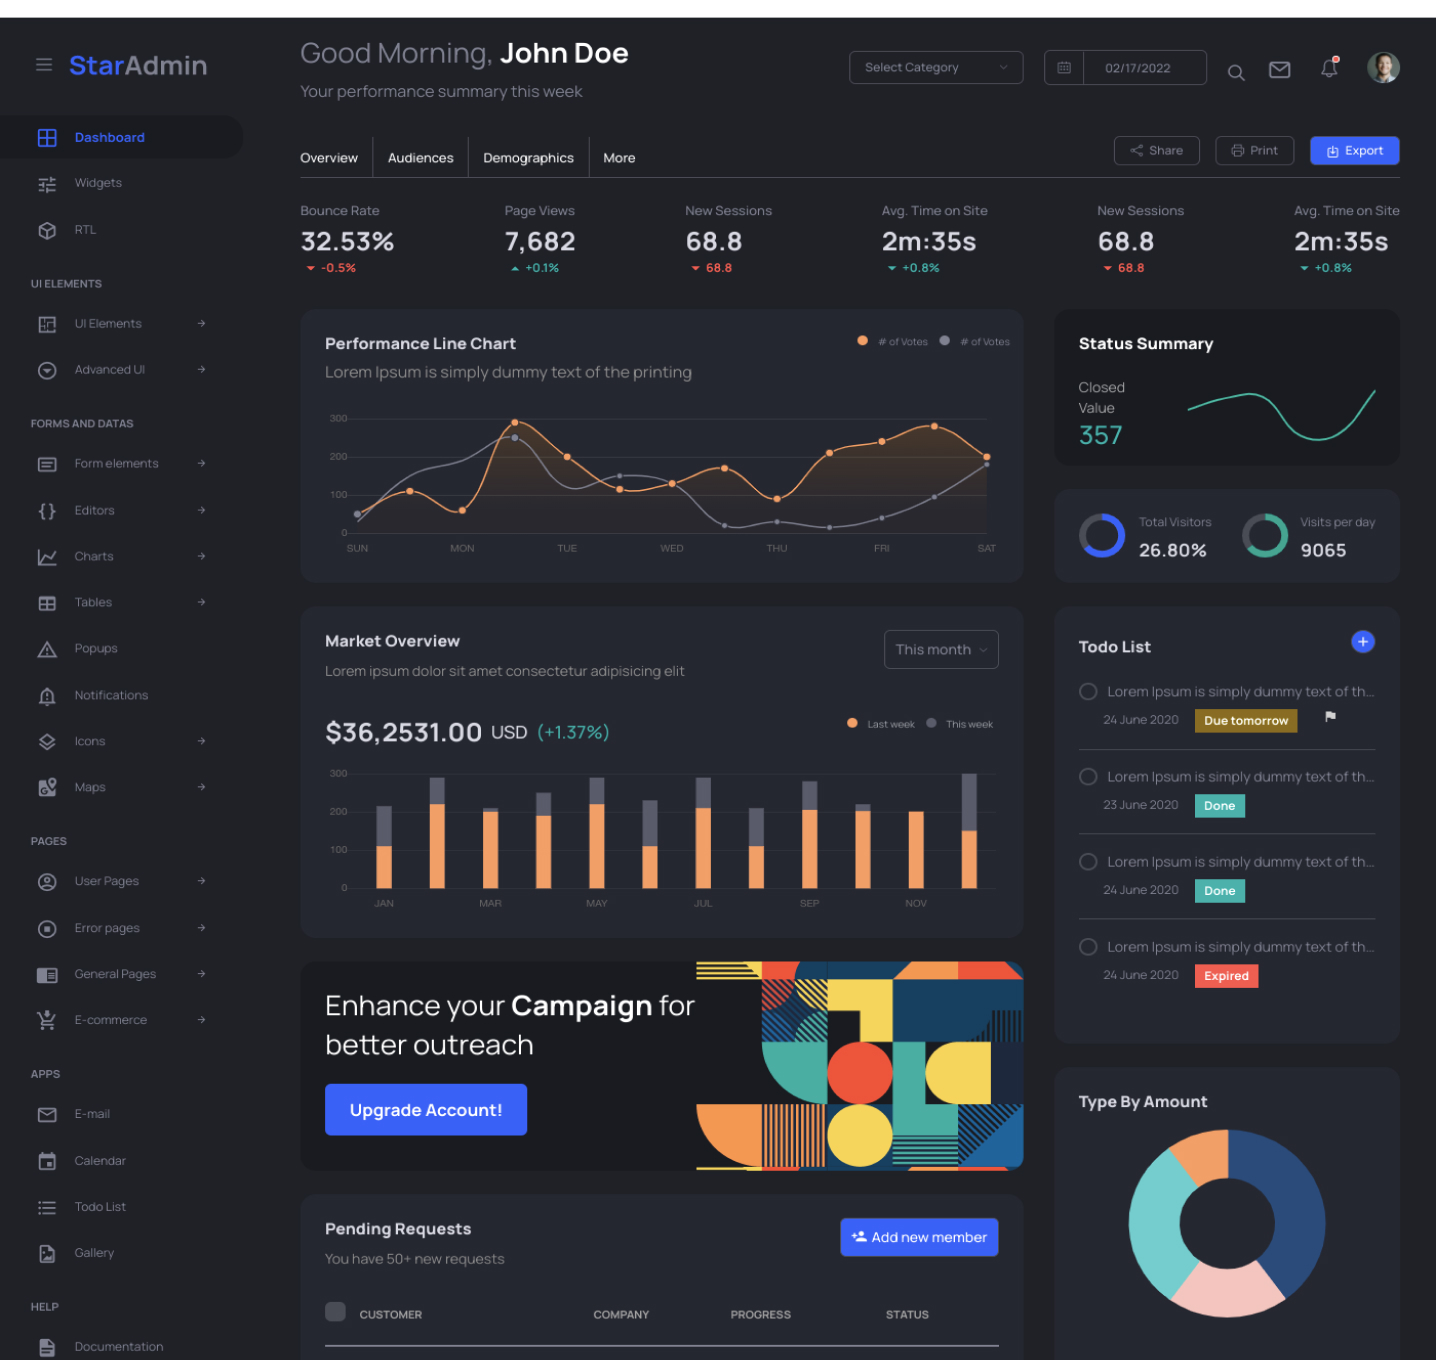 StarAdmin
Good Morning, John Doe
Your performance summary this week
Select Category
02/17/2022
Dashboard
Widgets
RTL
UI ELEMENTS
UI Elements
Advanced UI
FORMS AND DATAS
Form elements
Editors
Charts
Tables
Popups
Notifications
Icons
Maps
PAGES
User Pages
Error pages
General Pages
E-commerce
APPS
E-mail
Calendar
Todo List
Gallery
HELP
Documentation
Overview Audiences Demographics More
Share Print Export
Bounce Rate Page Views New Sessions Avg. Time on Site New Sessions Avg. Time on Site
32.53% 7,682 68.8 2m:35s 68.8 2m:35s
-0.5% +0.1% 68.8 +0.8% 68.8 +0.8%
Performance Line Chart
# of Votes # of Votes
Lorem Ipsum is simply dummy text of the printing
300
200
100
0
SUN MON TUE WED THU FRI SAT
Status Summary
Closed
Value
357
Total Visitors
26.80%
Visits per day
9065
Market Overview
This month
Lorem ipsum dolor sit amet consectetur adipisicing elit
$36,2531.00 USD (+1.37%)
Last week This week
300
200
100
0
JAN MAR MAY JUL SEP NOV
Todo List
Lorem Ipsum is simply dummy text of th...
24 June 2020 Due tomorrow
Lorem Ipsum is simply dummy text of th...
23 June 2020 Done
Lorem Ipsum is simply dummy text of th...
24 June 2020 Done
Lorem Ipsum is simply dummy text of th...
24 June 2020 Expired
Enhance your Campaign for
better outreach
Upgrade Account!
Type By Amount
Pending Requests
You have 50+ new requests
Add new member
CUSTOMER COMPANY PROGRESS STATUS